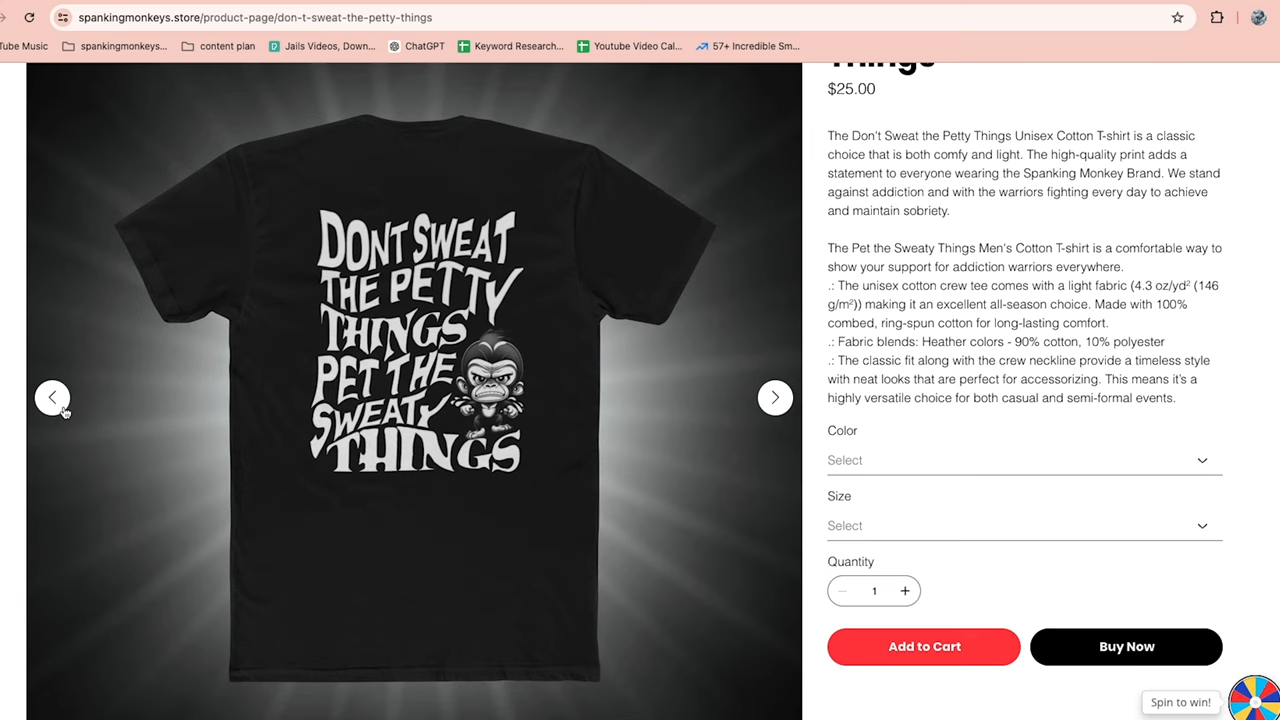 spankingmonkeys.store/product-page/don-t-sweat-the-petty-things
Tube Music
spankingmonkeys...
content plan
Jails Videos, Down...
ChatGPT
Keyword Research...
Youtube Video Cal...
57+ Incredible Sm...
Things
$25.00
The Don't Sweat the Petty Things Unisex Cotton T-shirt is a classic
choice that is both comfy and light. The high-quality print adds a
statement to everyone wearing the Spanking Monkey Brand. We stand
against addiction and with the warriors fighting every day to achieve
and maintain sobriety.
The Pet the Sweaty Things Men's Cotton T-shirt is a comfortable way to
show your support for addiction warriors everywhere.
.: The unisex cotton crew tee comes with a light fabric (4.3 oz/yd² (146
g/m²)) making it an excellent all-season choice. Made with 100%
combed, ring-spun cotton for long-lasting comfort.
.: Fabric blends: Heather colors - 90% cotton, 10% polyester
.: The classic fit along with the crew neckline provide a timeless style
with neat looks that are perfect for accessorizing. This means it's a
highly versatile choice for both casual and semi-formal events.
Color
Select
Size
Select
Quantity
1
Add to Cart
Buy Now
Spin to win!
DONT SWEAT
THE PETTY
THINGS
PET THE
SWEATY
THINGS